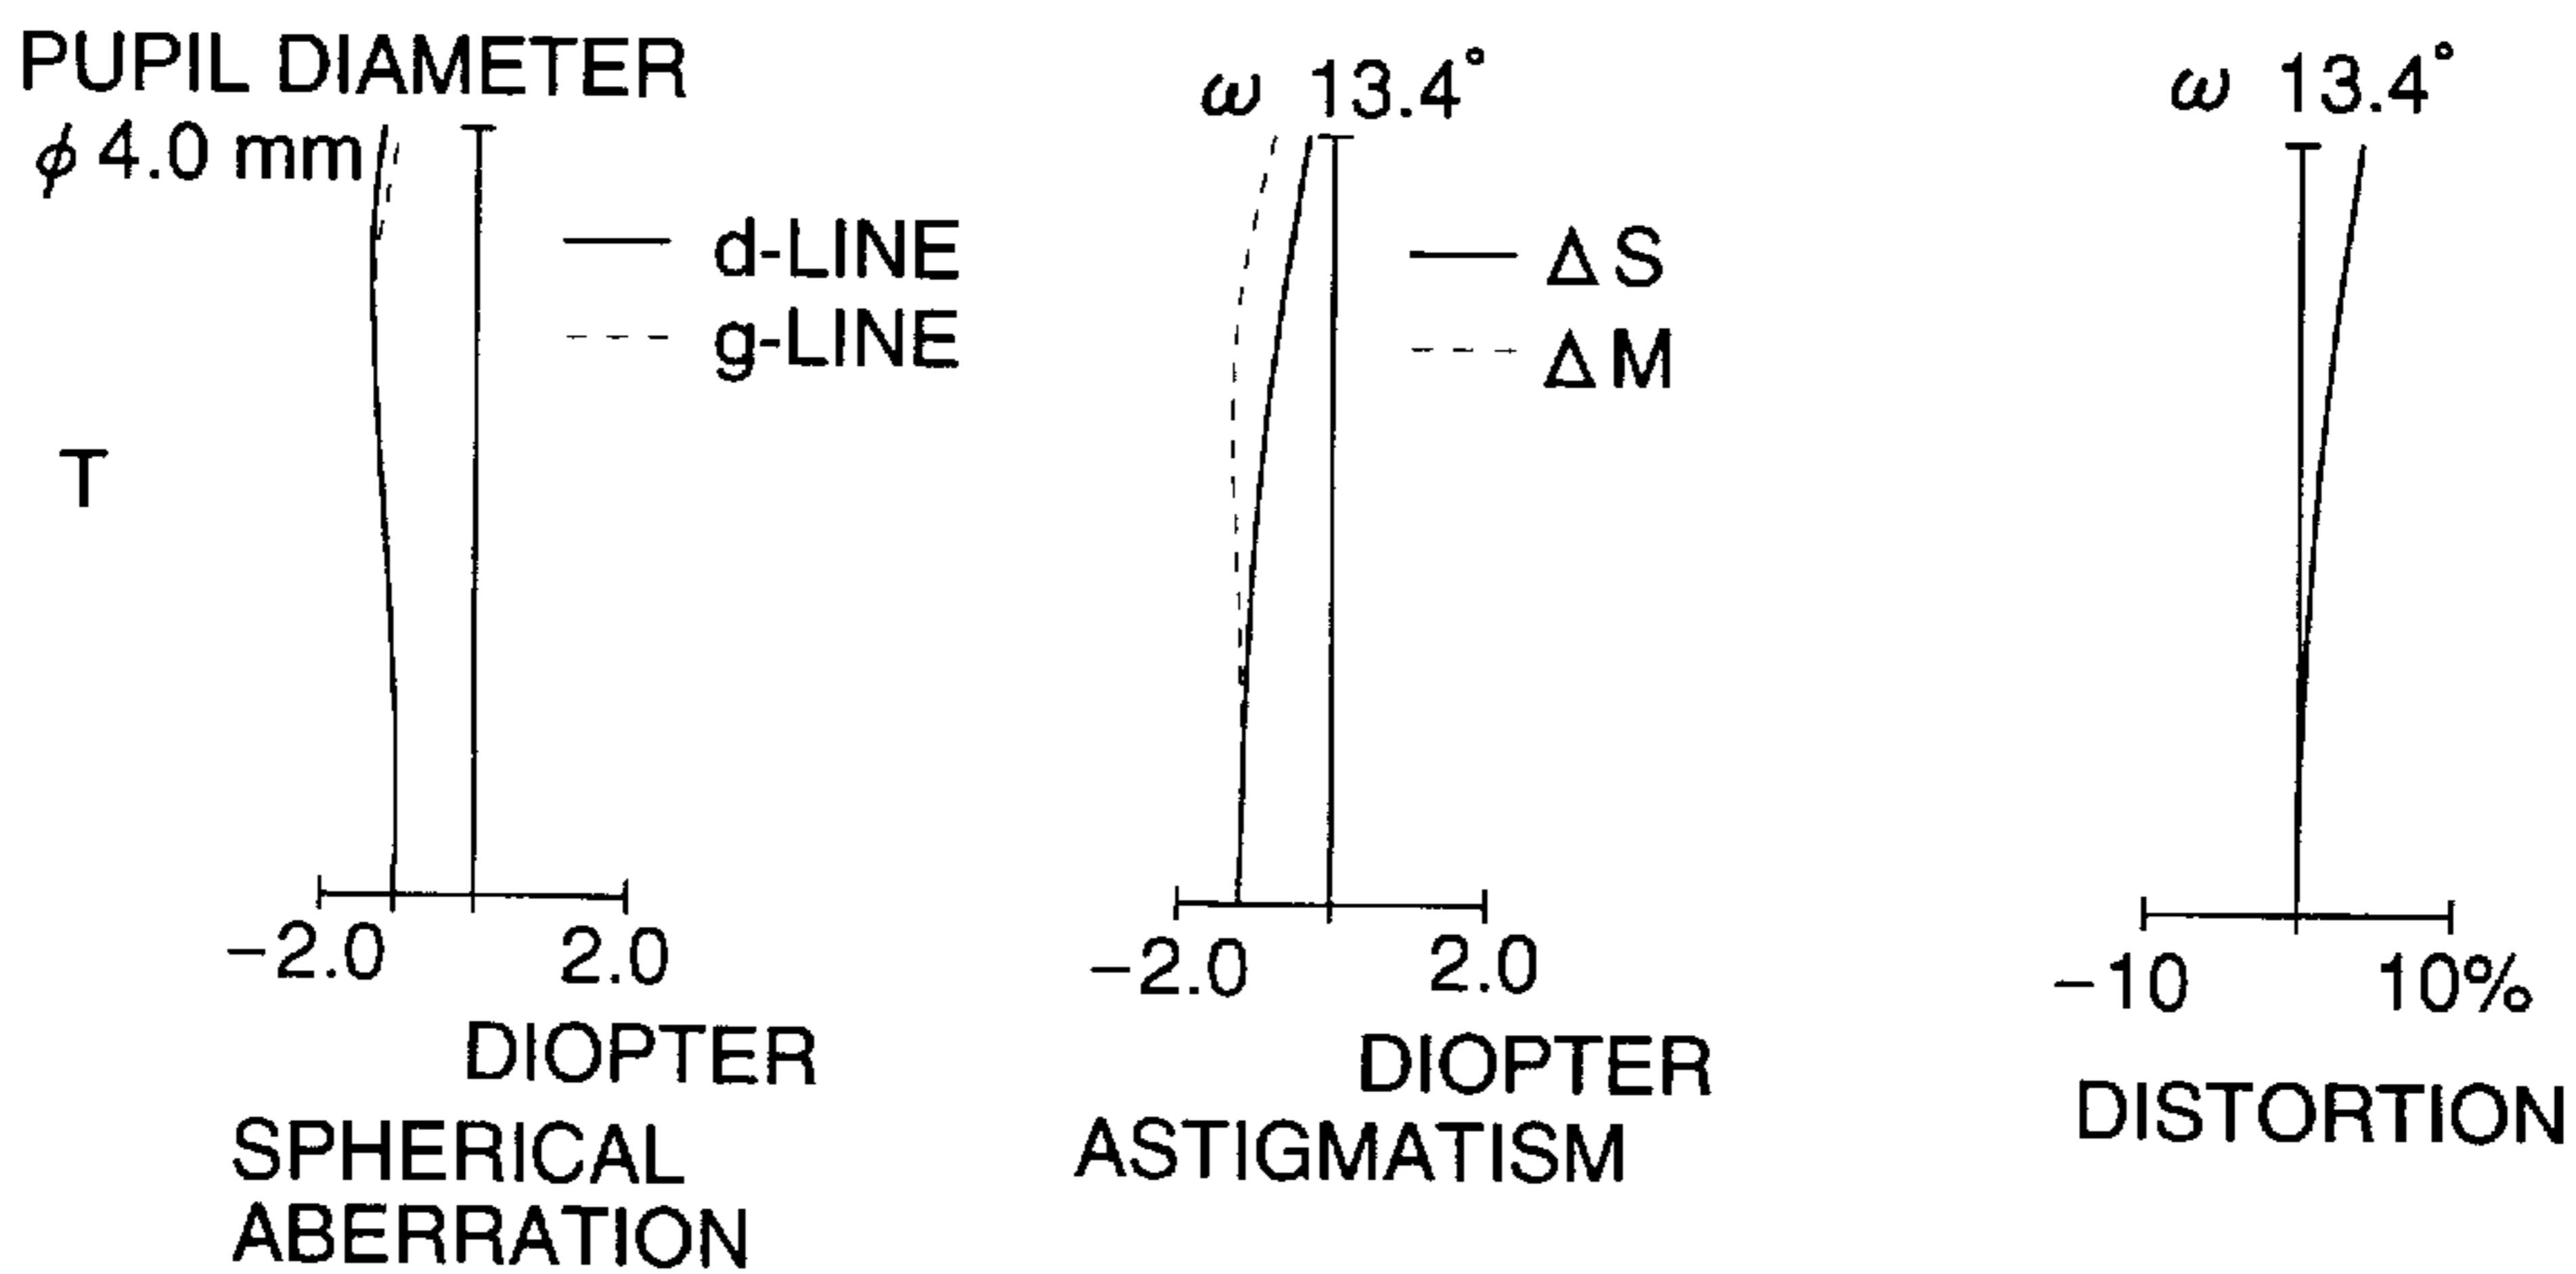 PUPIL DIAMETER
ϕ 4.0 mm
d-LINE
g-LINE
T
-2.0 2.0
DIOPTER
SPHERICAL
ABERRATION
ω 13.4°
ΔS
ΔM
-2.0 2.0
DIOPTER
ASTIGMATISM
ω 13.4°
-10 10%
DISTORTION